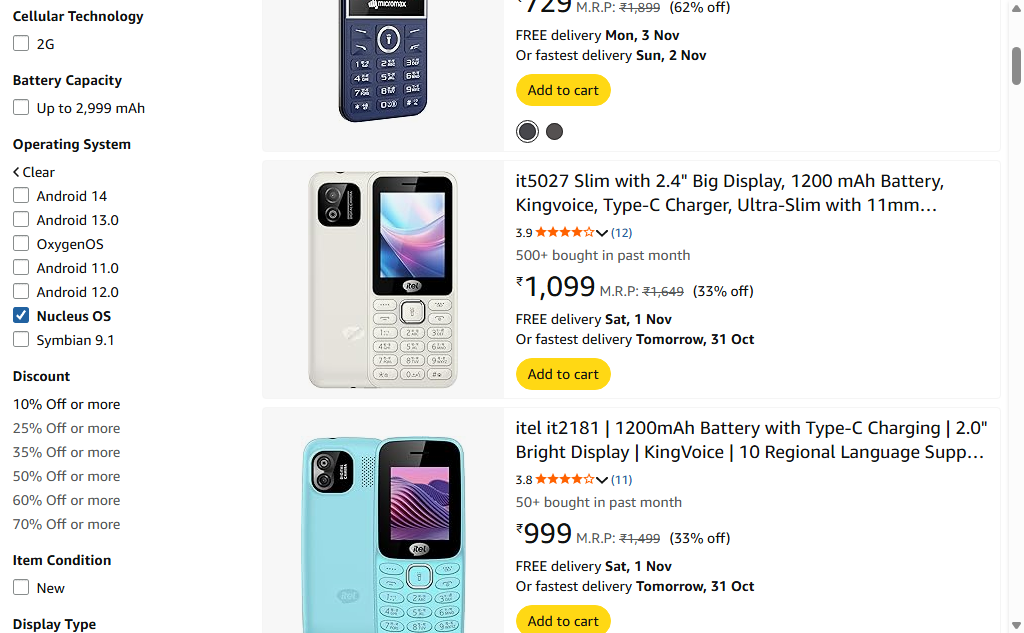 Cellular Technology
2G
Battery Capacity
Up to 2,999 mAh
Operating System
Clear
Android 14
Android 13.0
OxygenOS
Android 11.0
Android 12.0
Nucleus OS
Symbian 9.1
Discount
10% Off or more
25% Off or more
35% Off or more
50% Off or more
60% Off or more
70% Off or more
Item Condition
New
Display Type
micromax
₹729 M.R.P: ₹1,899 (62% off)
FREE delivery Mon, 3 Nov
Or fastest delivery Sun, 2 Nov
Add to cart
itel
it5027 Slim with 2.4" Big Display, 1200 mAh Battery,
Kingvoice, Type-C Charger, Ultra-Slim with 11mm…
3.9 (12)
500+ bought in past month
₹1,099 M.R.P: ₹1,649 (33% off)
FREE delivery Sat, 1 Nov
Or fastest delivery Tomorrow, 31 Oct
Add to cart
DIGITAL CAMERA
itel
itel
itel it2181 | 1200mAh Battery with Type-C Charging | 2.0"
Bright Display | KingVoice | 10 Regional Language Supp…
3.8 (11)
50+ bought in past month
₹999 M.R.P: ₹1,499 (33% off)
FREE delivery Sat, 1 Nov
Or fastest delivery Tomorrow, 31 Oct
Add to cart